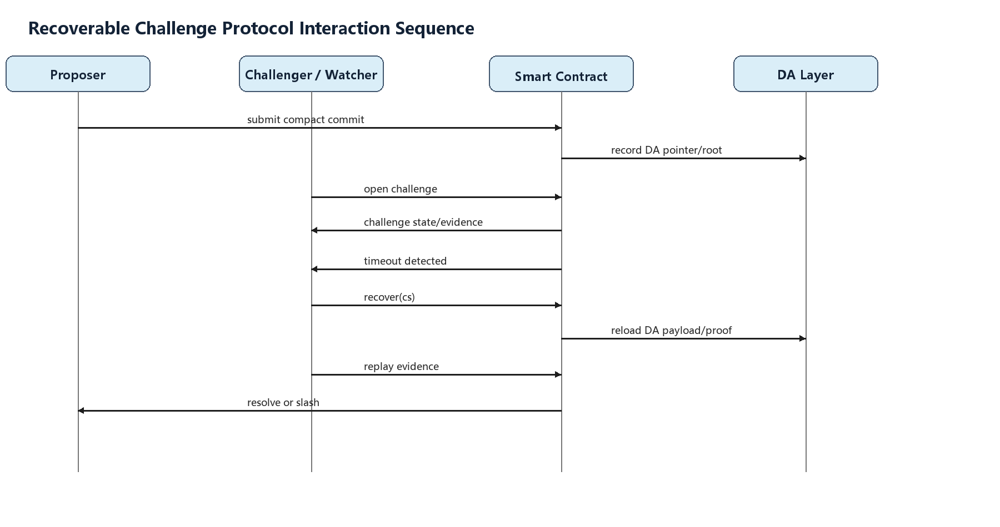 Recoverable Challenge Protocol Interaction Sequence
Proposer
Challenger / Watcher
Smart Contract
DA Layer
submit compact commit
record DA pointer/root
open challenge
challenge state/evidence
timeout detected
recover(cs)
reload DA payload/proof
replay evidence
resolve or slash